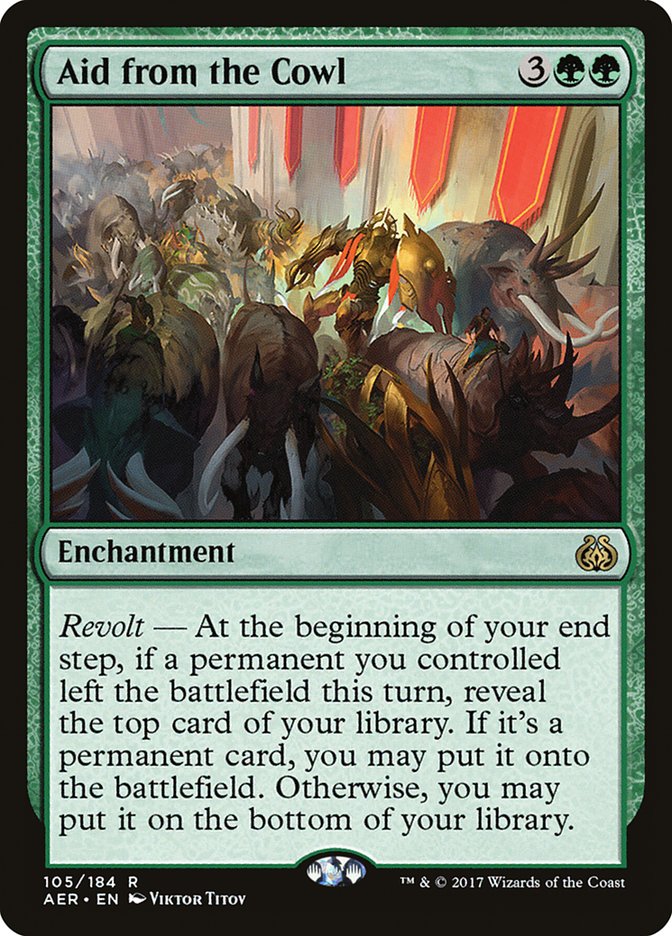 Aid from the Cowl 3
Enchantment
Revolt — At the beginning of your end
step, if a permanent you controlled
left the battlefield this turn, reveal
the top card of your library. If it's a
permanent card, you may put it onto
the battlefield. Otherwise, you may
put it on the bottom of your library.
105/184 R
AER • EN Viktor Titov
™ & © 2017 Wizards of the Coast